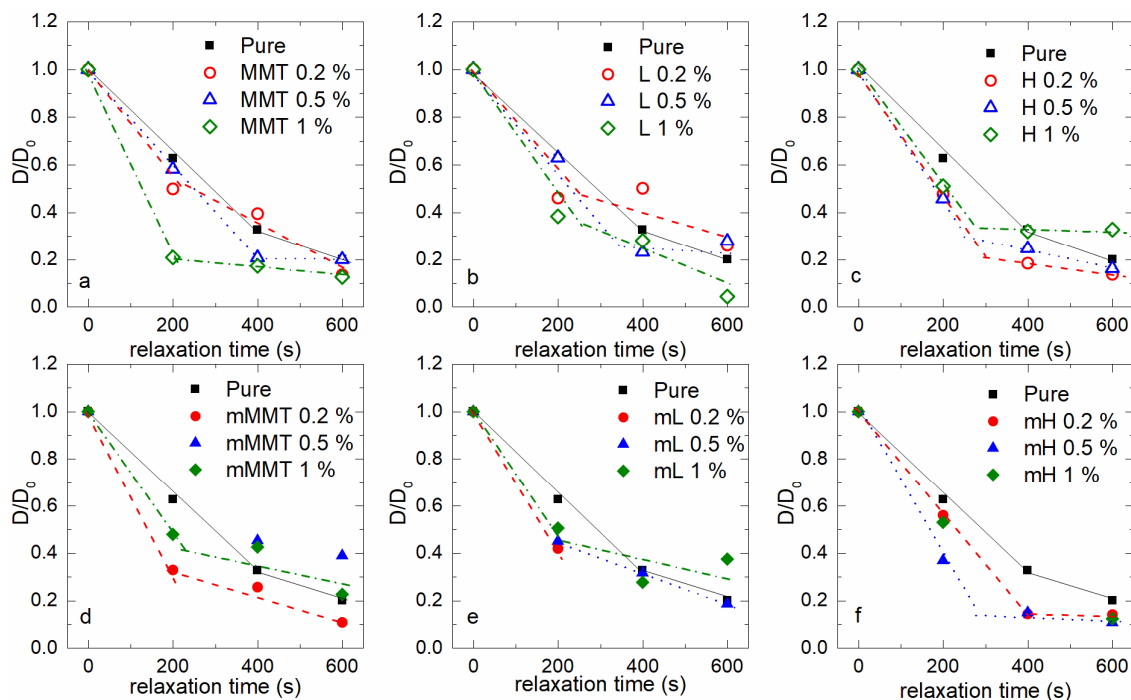 1.2
1.0
0.8
0.6
0.4
0.2
0.0
D/D₀
Pure
MMT 0.2 %
MMT 0.5 %
MMT 1 %
a
0 200 400 600
relaxation time (s)
1.2
1.0
0.8
0.6
0.4
0.2
0.0
D/D₀
Pure
L 0.2 %
L 0.5 %
L 1 %
b
0 200 400 600
relaxation time (s)
1.2
1.0
0.8
0.6
0.4
0.2
0.0
D/D₀
Pure
H 0.2 %
H 0.5 %
H 1 %
c
0 200 400 600
relaxation time (s)
1.2
1.0
0.8
0.6
0.4
0.2
0.0
D/D₀
Pure
mMMT 0.2 %
mMMT 0.5 %
mMMT 1 %
d
0 200 400 600
relaxation time (s)
1.2
1.0
0.8
0.6
0.4
0.2
0.0
D/D₀
Pure
mL 0.2 %
mL 0.5 %
mL 1 %
e
0 200 400 600
relaxation time (s)
1.2
1.0
0.8
0.6
0.4
0.2
0.0
D/D₀
Pure
mH 0.2 %
mH 0.5 %
mH 1 %
f
0 200 400 600
relaxation time (s)